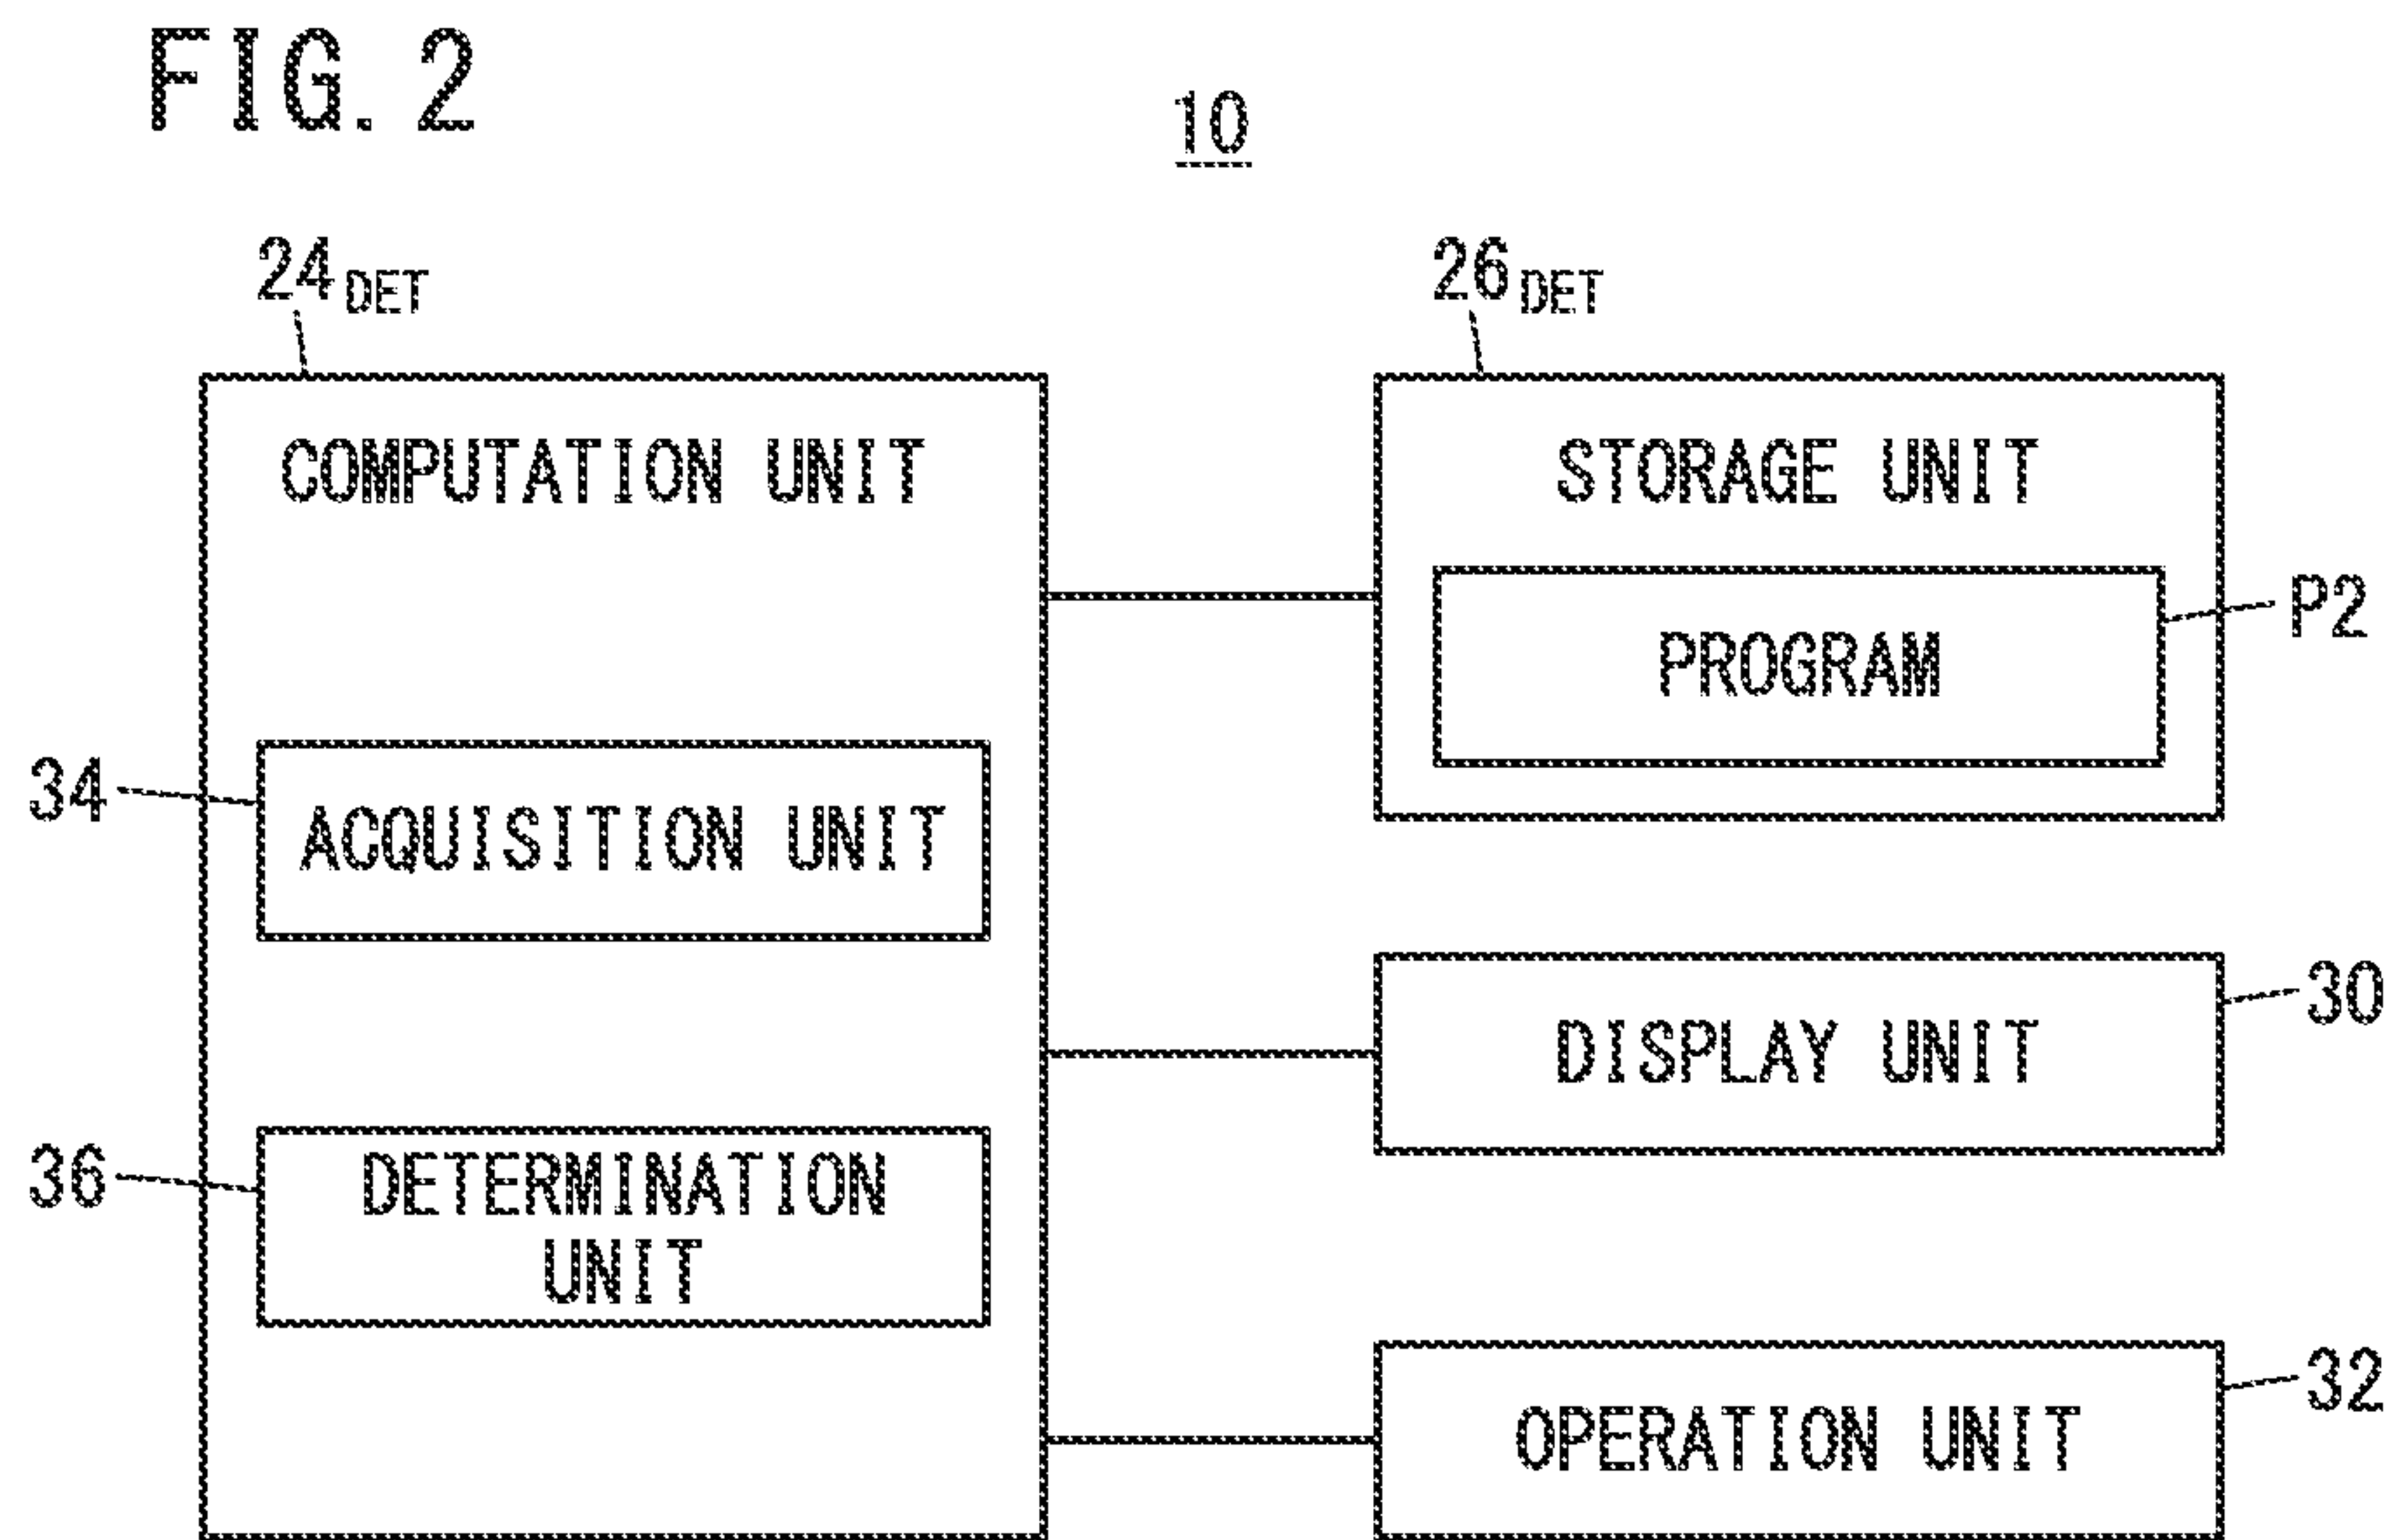 FIG. 2
10
24DET
26DET
COMPUTATION UNIT
STORAGE UNIT
P2
PROGRAM
34
ACQUISITION UNIT
30
DISPLAY UNIT
36
DETERMINATION
UNIT
32
OPERATION UNIT